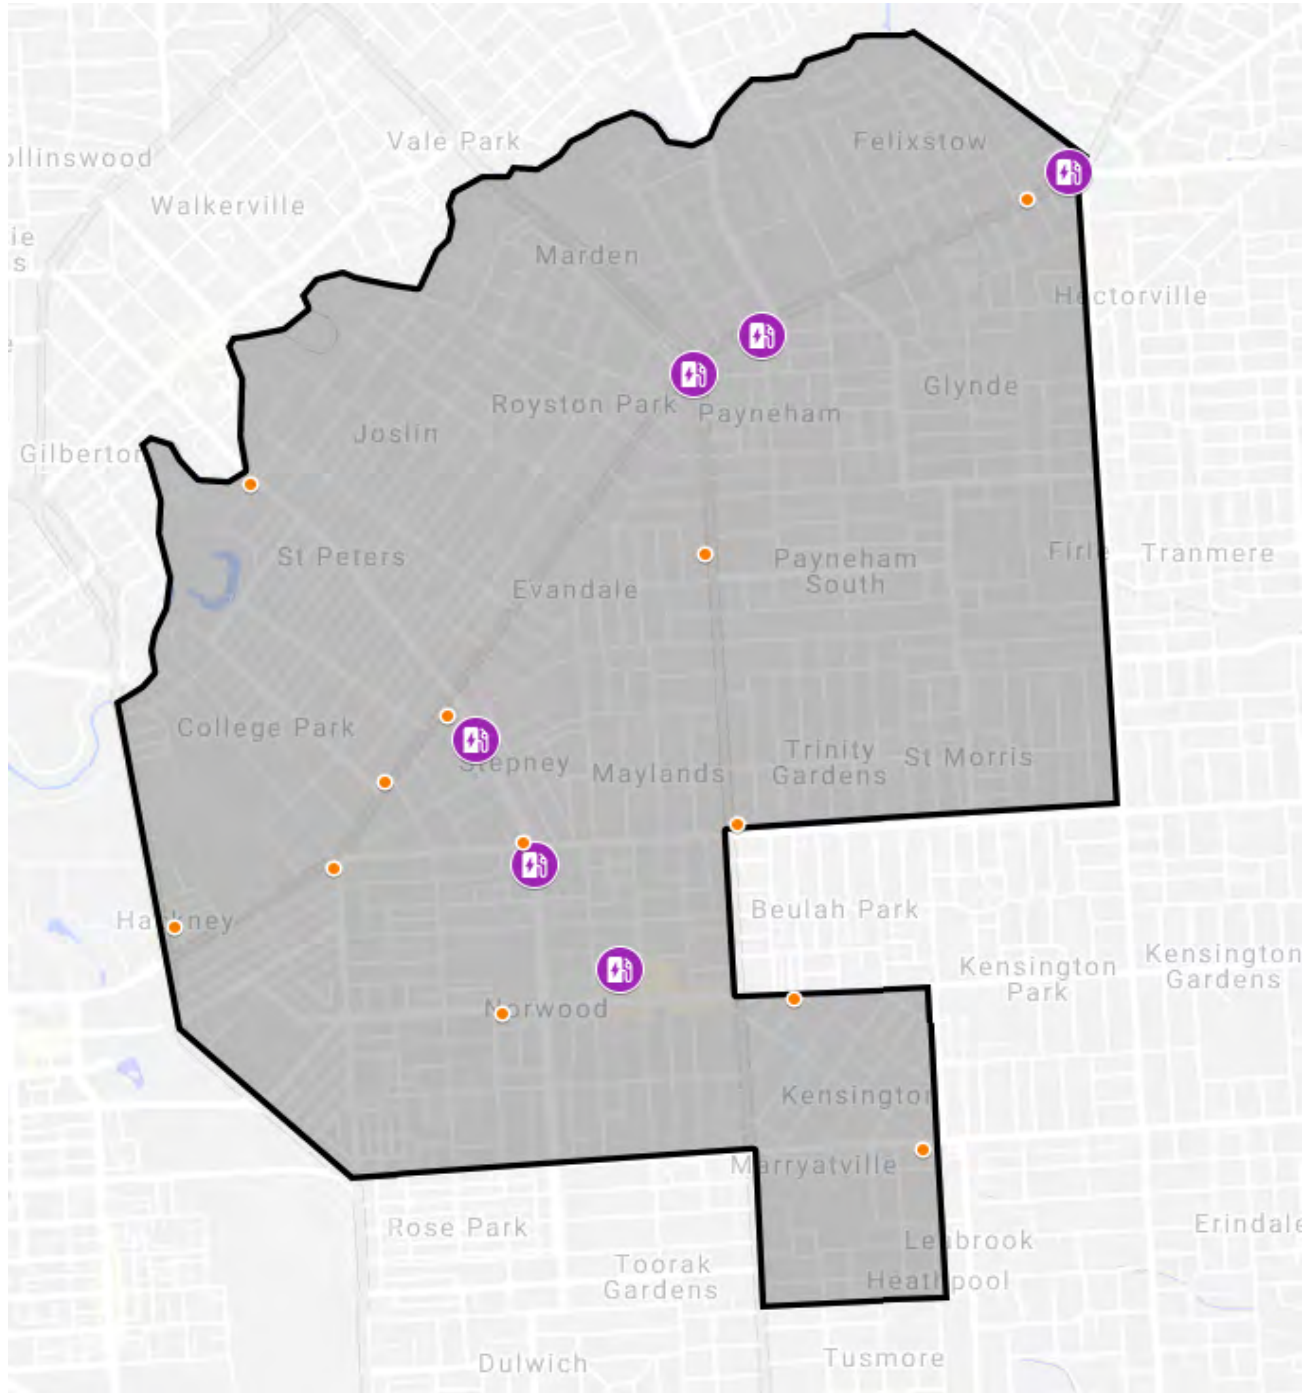 Vale Park
Felixstow
ollinswood
Walkerville
ie
s
Marden
Hectorville
e
Royston Park
Payneham
Glynde
Joslin
Gilberton
St Peters
Evandale
Payneham
South
Firle
Tranmere
College Park
Stepney
Maylands
Trinity
Gardens
St Morris
Hackney
Beulah Park
Kensington
Park
Kensington
Gardens
Norwood
Kensington
Marryatville
Rose Park
Leabrook
Erindale
Toorak
Gardens
Heathpool
Dulwich
Tusmore